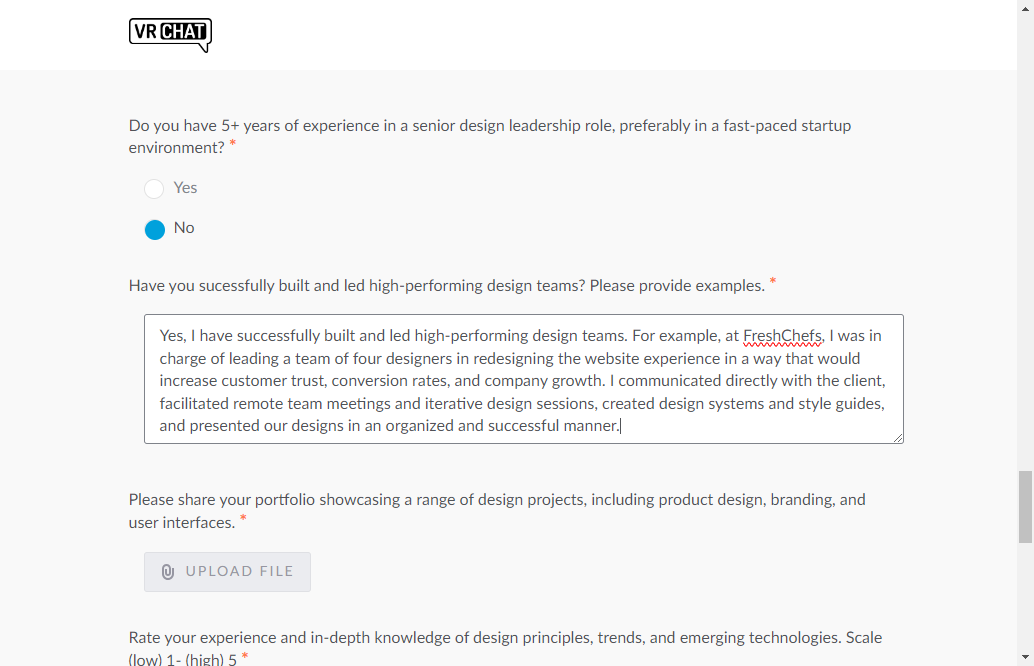 VRCHAT
Do you have 5+ years of experience in a senior design leadership role, preferably in a fast-paced startup
environment? *
Yes
No
Have you sucessfully built and led high-performing design teams? Please provide examples. *
Yes, I have successfully built and led high-performing design teams. For example, at FreshChefs, I was in
charge of leading a team of four designers in redesigning the website experience in a way that would
increase customer trust, conversion rates, and company growth. I communicated directly with the client,
facilitated remote team meetings and iterative design sessions, created design systems and style guides,
and presented our designs in an organized and successful manner.
Please share your portfolio showcasing a range of design projects, including product design, branding, and
user interfaces. *
UPLOAD FILE
Rate your experience and in-depth knowledge of design principles, trends, and emerging technologies. Scale
(low) 1- (high) 5 *